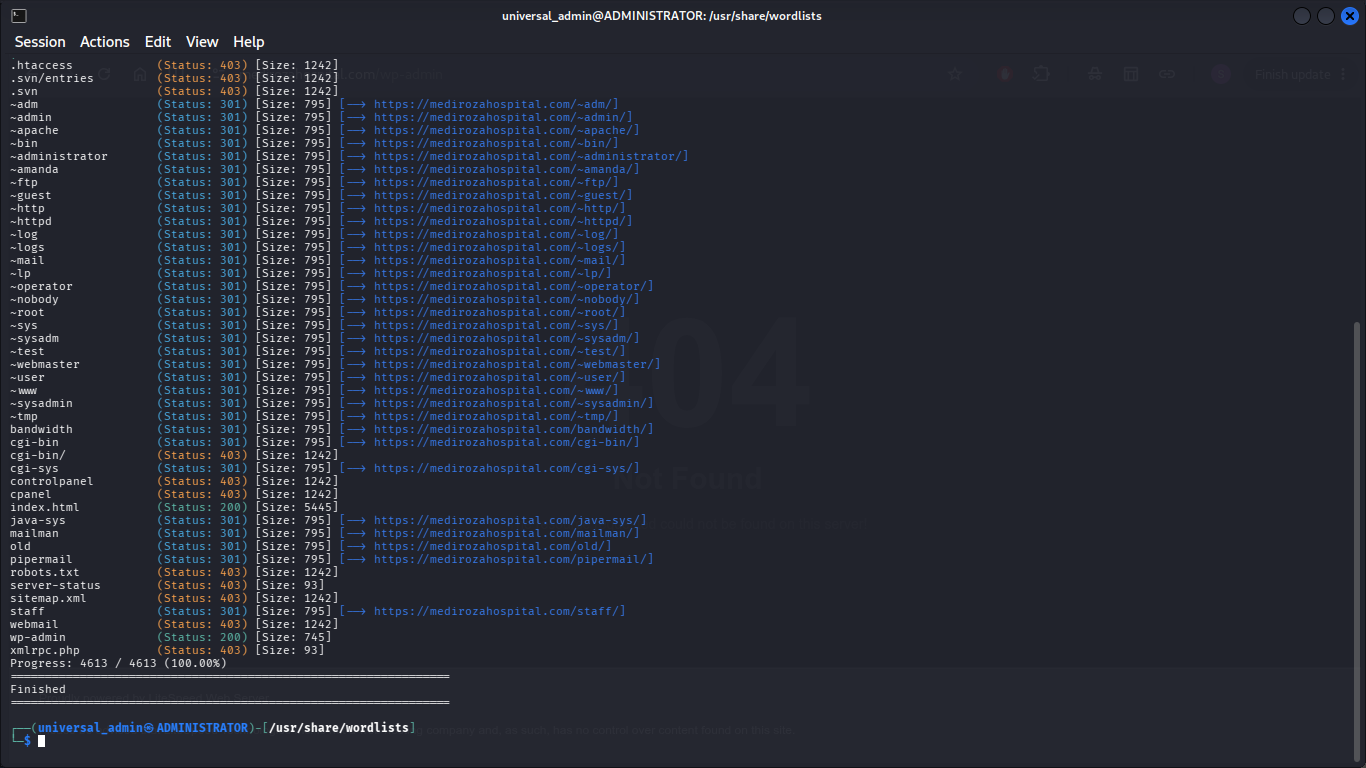 universal_admin@ADMINISTRATOR: /usr/share/wordlists
Session Actions Edit View Help
.htaccess (Status: 403) [Size: 1242]
.svn/entries (Status: 403) [Size: 1242]
.svn (Status: 403) [Size: 1242]
~adm (Status: 301) [Size: 795] [--> https://medirozahospital.com/~adm/]
~admin (Status: 301) [Size: 795] [--> https://medirozahospital.com/~admin/]
~apache (Status: 301) [Size: 795] [--> https://medirozahospital.com/~apache/]
~bin (Status: 301) [Size: 795] [--> https://medirozahospital.com/~bin/]
~administrator (Status: 301) [Size: 795] [--> https://medirozahospital.com/~administrator/]
~amanda (Status: 301) [Size: 795] [--> https://medirozahospital.com/~amanda/]
~ftp (Status: 301) [Size: 795] [--> https://medirozahospital.com/~ftp/]
~guest (Status: 301) [Size: 795] [--> https://medirozahospital.com/~guest/]
~http (Status: 301) [Size: 795] [--> https://medirozahospital.com/~http/]
~httpd (Status: 301) [Size: 795] [--> https://medirozahospital.com/~httpd/]
~log (Status: 301) [Size: 795] [--> https://medirozahospital.com/~log/]
~logs (Status: 301) [Size: 795] [--> https://medirozahospital.com/~logs/]
~mail (Status: 301) [Size: 795] [--> https://medirozahospital.com/~mail/]
~lp (Status: 301) [Size: 795] [--> https://medirozahospital.com/~lp/]
~operator (Status: 301) [Size: 795] [--> https://medirozahospital.com/~operator/]
~nobody (Status: 301) [Size: 795] [--> https://medirozahospital.com/~nobody/]
~root (Status: 301) [Size: 795] [--> https://medirozahospital.com/~root/]
~sys (Status: 301) [Size: 795] [--> https://medirozahospital.com/~sys/]
~sysadm (Status: 301) [Size: 795] [--> https://medirozahospital.com/~sysadm/]
~test (Status: 301) [Size: 795] [--> https://medirozahospital.com/~test/]
~webmaster (Status: 301) [Size: 795] [--> https://medirozahospital.com/~webmaster/]
~user (Status: 301) [Size: 795] [--> https://medirozahospital.com/~user/]
~www (Status: 301) [Size: 795] [--> https://medirozahospital.com/~www/]
~sysadmin (Status: 301) [Size: 795] [--> https://medirozahospital.com/~sysadmin/]
~tmp (Status: 301) [Size: 795] [--> https://medirozahospital.com/~tmp/]
bandwidth (Status: 301) [Size: 795] [--> https://medirozahospital.com/bandwidth/]
cgi-bin (Status: 301) [Size: 795] [--> https://medirozahospital.com/cgi-bin/]
cgi-bin/ (Status: 403) [Size: 1242]
cgi-sys (Status: 301) [Size: 795] [--> https://medirozahospital.com/cgi-sys/]
controlpanel (Status: 403) [Size: 1242]
cpanel (Status: 403) [Size: 1242]
index.html (Status: 200) [Size: 5445]
java-sys (Status: 301) [Size: 795] [--> https://medirozahospital.com/java-sys/]
mailman (Status: 301) [Size: 795] [--> https://medirozahospital.com/mailman/]
old (Status: 301) [Size: 795] [--> https://medirozahospital.com/old/]
pipermail (Status: 301) [Size: 795] [--> https://medirozahospital.com/pipermail/]
robots.txt (Status: 403) [Size: 1242]
server-status (Status: 403) [Size: 93]
sitemap.xml (Status: 403) [Size: 1242]
staff (Status: 301) [Size: 795] [--> https://medirozahospital.com/staff/]
webmail (Status: 403) [Size: 1242]
wp-admin (Status: 200) [Size: 745]
xmlrpc.php (Status: 403) [Size: 93]
Progress: 4613 / 4613 (100.00%)
===============================================================
Finished
===============================================================
┌──(universal_admin㉿ADMINISTRATOR)-[/usr/share/wordlists]
└─$
Finish update
04
Not Found